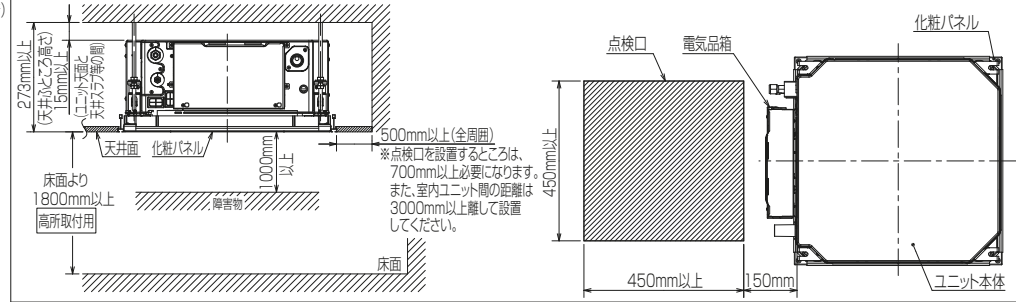 273mm以上
(天井ふところ高さ)
15mm以上
(ユニット天面と
天井スラブ等の間)
天井面
化粧パネル
1000mm
以上
500mm以上(全周囲)
※点検口を設置するところは、
700mm以上必要になります。
また、室内ユニット間の距離は
3000mm以上離して設置
してください。
床面より
1800mm以上
高所取付用
障害物
床面
点検口
電気品箱
化粧パネル
450mm以上
450mm以上
150mm
ユニット本体